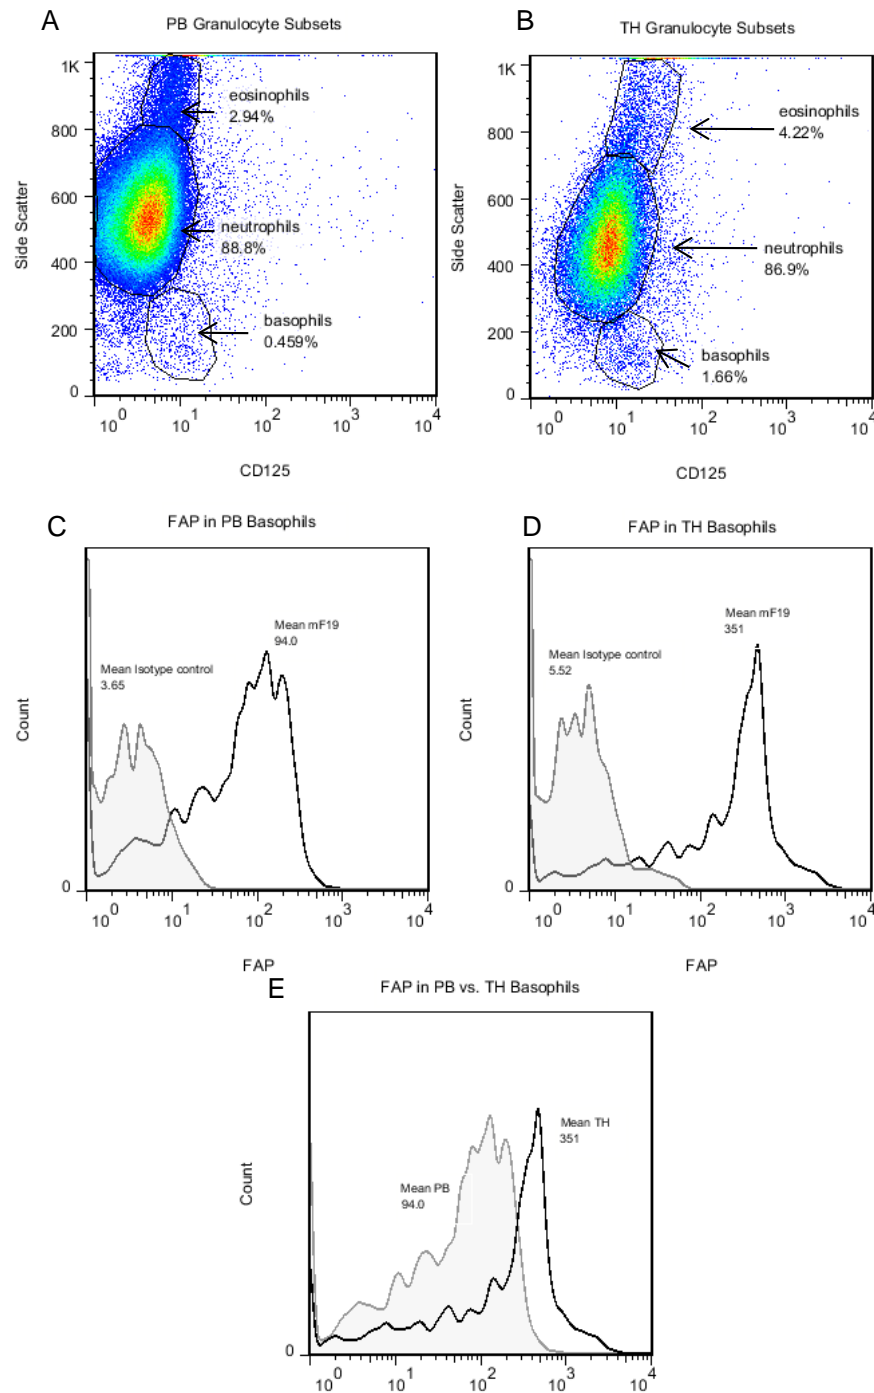 A
PB Granulocyte Subsets
1K
800
600
400
200
0
Side Scatter
eosinophils
2.94%
neutrophils
88.8%
basophils
0.459%
10^0
10^1
10^2
10^3
10^4
CD125
B
TH Granulocyte Subsets
1K
800
600
400
200
0
Side Scatter
eosinophils
4.22%
neutrophils
86.9%
basophils
1.66%
10^0
10^1
10^2
10^3
10^4
CD125
C
FAP in PB Basophils
Count
0
Mean Isotype control
3.65
Mean mF19
94.0
10^0
10^1
10^2
10^3
10^4
FAP
D
FAP in TH Basophils
Count
0
Mean Isotype control
5.52
Mean mF19
351
10^0
10^1
10^2
10^3
10^4
FAP
E
FAP in PB vs. TH Basophils
Count
0
Mean PB
94.0
Mean TH
351
10^0
10^1
10^2
10^3
10^4